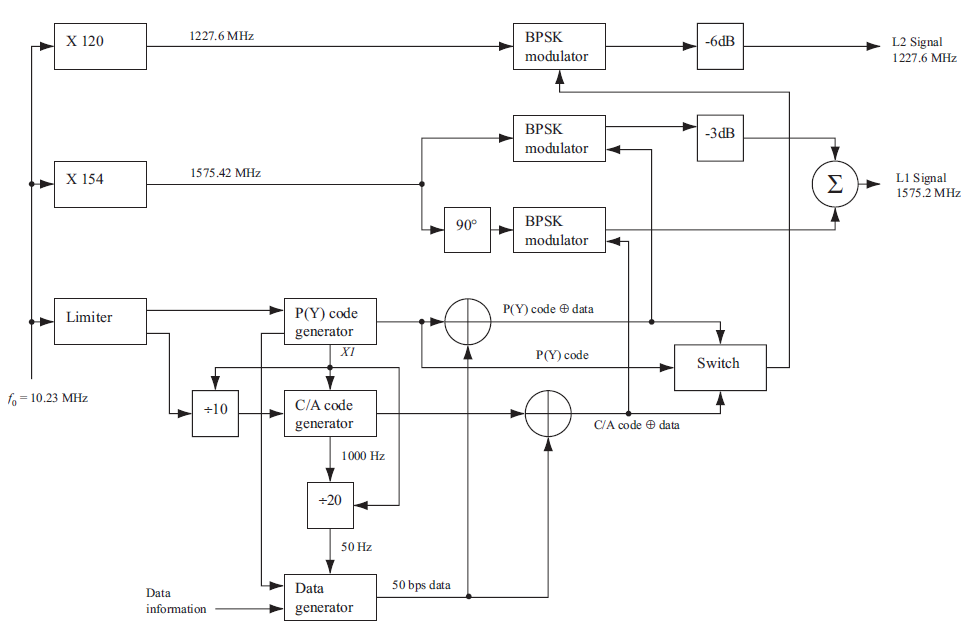 X 120
1227.6 MHz
BPSK
modulator
-6dB
L2 Signal
1227.6 MHz
BPSK
modulator
-3dB
X 154
1575.42 MHz
Σ
L1 Signal
1575.2 MHz
90°
BPSK
modulator
Limiter
P(Y) code
generator
P(Y) code ⊕ data
X1
P(Y) code
Switch
f₀ = 10.23 MHz
÷10
C/A code
generator
C/A code ⊕ data
1000 Hz
÷20
50 Hz
Data
information
Data
generator
50 bps data